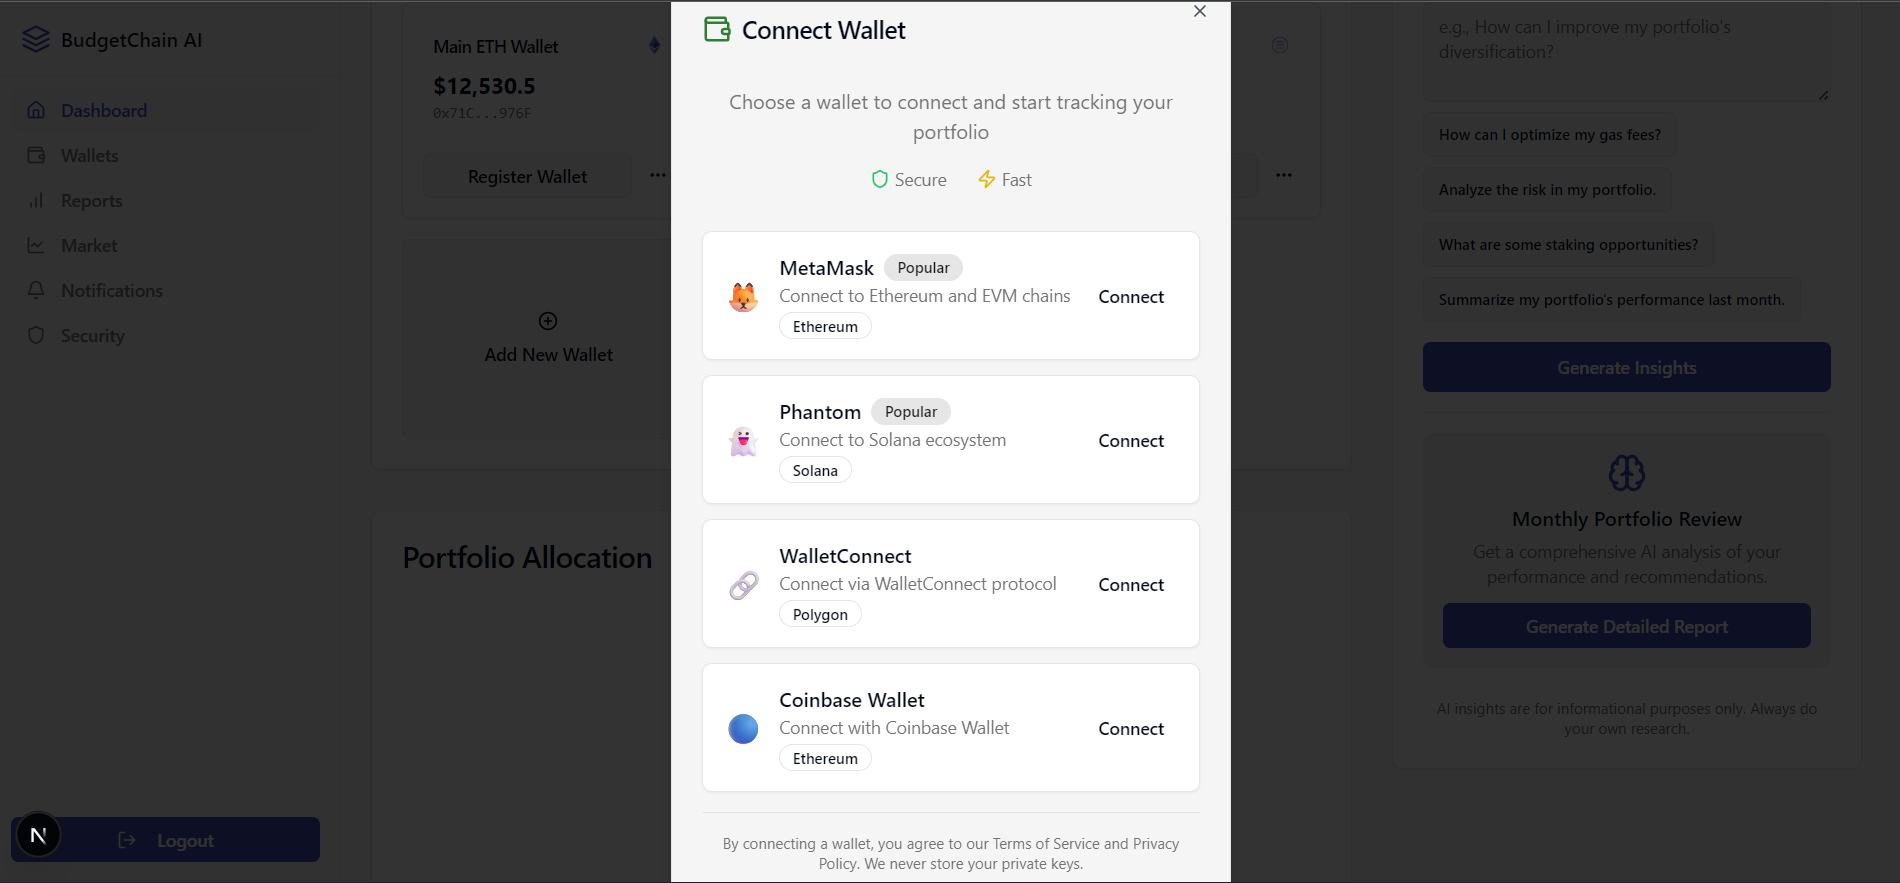 BudgetChain AI
Dashboard
Wallets
Reports
Market
Notifications
Security
N
Logout
Main ETH Wallet
$12,530.5
0x71C...976F
Register Wallet
Add New Wallet
Portfolio Allocation
Connect Wallet
Choose a wallet to connect and start tracking your
portfolio
Secure
Fast
MetaMask
Popular
Connect to Ethereum and EVM chains
Ethereum
Connect
Phantom
Popular
Connect to Solana ecosystem
Solana
Connect
WalletConnect
Connect via WalletConnect protocol
Polygon
Connect
Coinbase Wallet
Connect with Coinbase Wallet
Ethereum
Connect
By connecting a wallet, you agree to our Terms of Service and Privacy
Policy. We never store your private keys.
e.g., How can I improve my portfolio's
diversification?
How can I optimize my gas fees?
Analyze the risk in my portfolio.
What are some staking opportunities?
Summarize my portfolio's performance last month.
Generate Insights
Monthly Portfolio Review
Get a comprehensive AI analysis of your
performance and recommendations.
Generate Detailed Report
AI insights are for informational purposes only. Always do
your own research.